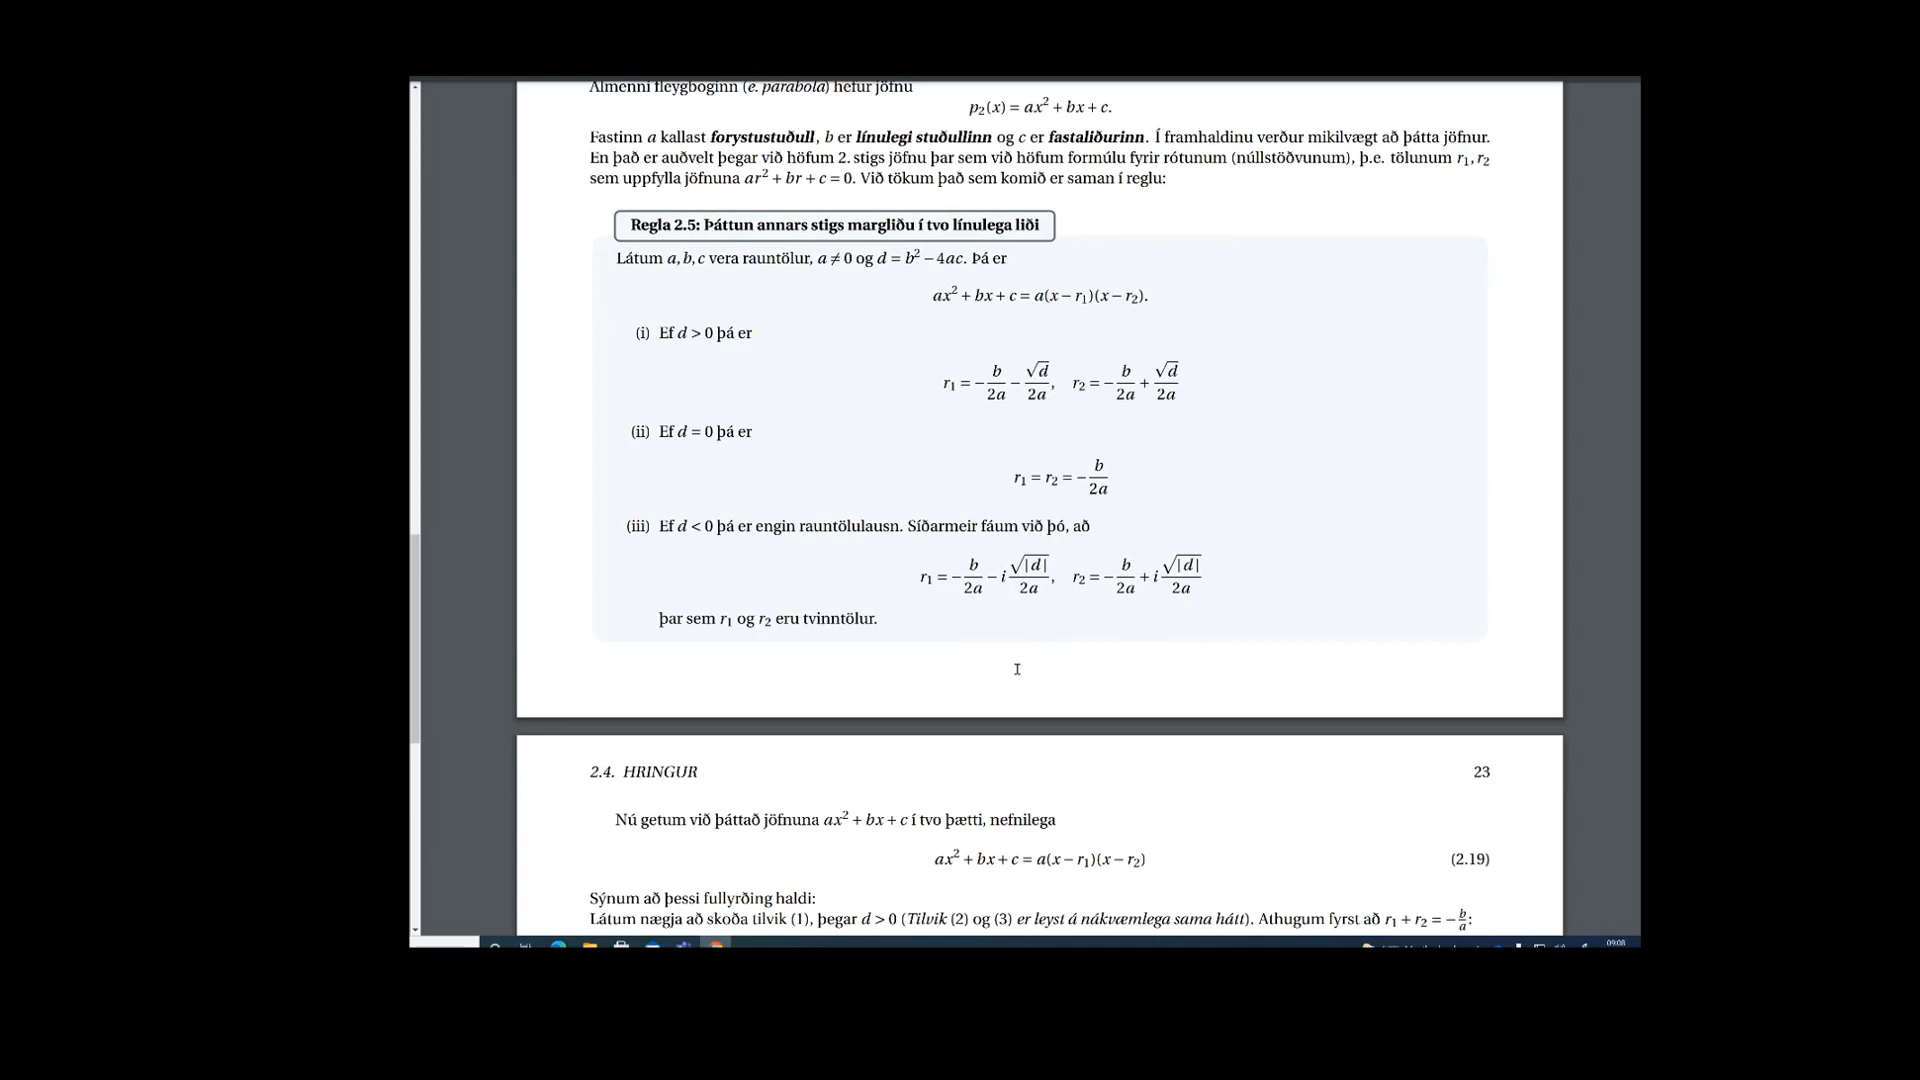 Almenni fleygboginn (e. parabola) hefur jöfnu
p₂(x) = ax² + bx + c.
Fastinn a kallast forystustuðull, b er línulegi stuðullinn og c er fastaliðurinn. Í framhaldinu verður mikilvægt að þátta jöfnur.
En það er auðvelt þegar við höfum 2. stigs jöfnu þar sem við höfum formúlu fyrir rótunum (núllstöðvunum), þ.e. tölunum r₁, r₂
sem uppfylla jöfnuna ar² + br + c = 0. Við tökum það sem komið er saman í reglu:
Regla 2.5: Þáttun annars stigs margliðu í tvo línulega liði
Látum a, b, c vera rauntölur, a ≠ 0 og d = b² − 4ac. Þá er
ax² + bx + c = a(x − r₁)(x − r₂).
(i) Ef d > 0 þá er
r₁ = −b/2a − √d/2a, r₂ = −b/2a + √d/2a
(ii) Ef d = 0 þá er
r₁ = r₂ = −b/2a
(iii) Ef d < 0 þá er engin rauntölulausn. Síðarmeir fáum við þó, að
r₁ = −b/2a − i√|d|/2a, r₂ = −b/2a + i√|d|/2a
þar sem r₁ og r₂ eru tvinntölur.
2.4. HRINGUR 23
Nú getum við þáttað jöfnuna ax² + bx + c í tvo þætti, nefnilega
ax² + bx + c = a(x − r₁)(x − r₂) (2.19)
Sýnum að þessi fullyrðing haldi:
Látum nægja að skoða tilvik (1), þegar d > 0 (Tilvik (2) og (3) er leyst á nákvæmlega sama hátt). Athugum fyrst að r₁ + r₂ = −b/a:
09:08